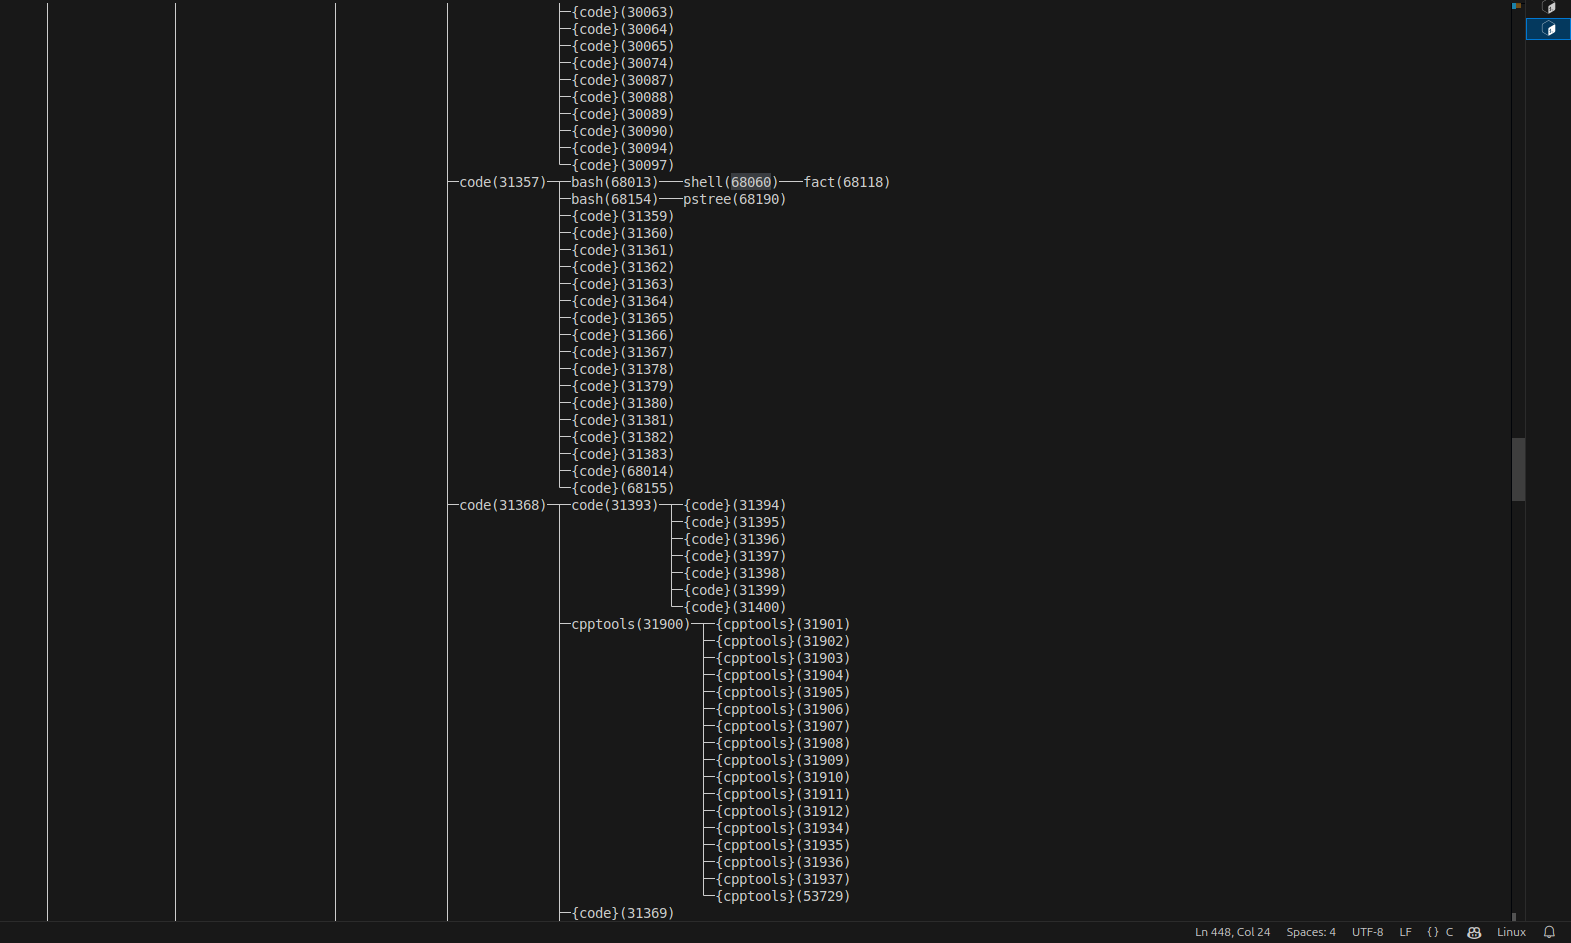 {code}(30063)
{code}(30064)
{code}(30065)
{code}(30074)
{code}(30087)
{code}(30088)
{code}(30089)
{code}(30090)
{code}(30094)
{code}(30097)
code(31357) bash(68013) shell(68060) fact(68118)
bash(68154) pstree(68190)
{code}(31359)
{code}(31360)
{code}(31361)
{code}(31362)
{code}(31363)
{code}(31364)
{code}(31365)
{code}(31366)
{code}(31367)
{code}(31378)
{code}(31379)
{code}(31380)
{code}(31381)
{code}(31382)
{code}(31383)
{code}(68014)
{code}(68155)
code(31368) code(31393) {code}(31394)
{code}(31395)
{code}(31396)
{code}(31397)
{code}(31398)
{code}(31399)
{code}(31400)
cpptools(31900) {cpptools}(31901)
{cpptools}(31902)
{cpptools}(31903)
{cpptools}(31904)
{cpptools}(31905)
{cpptools}(31906)
{cpptools}(31907)
{cpptools}(31908)
{cpptools}(31909)
{cpptools}(31910)
{cpptools}(31911)
{cpptools}(31912)
{cpptools}(31934)
{cpptools}(31935)
{cpptools}(31936)
{cpptools}(31937)
{cpptools}(53729)
{code}(31369)
Ln 448, Col 24 Spaces: 4 UTF-8 LF {} C Linux